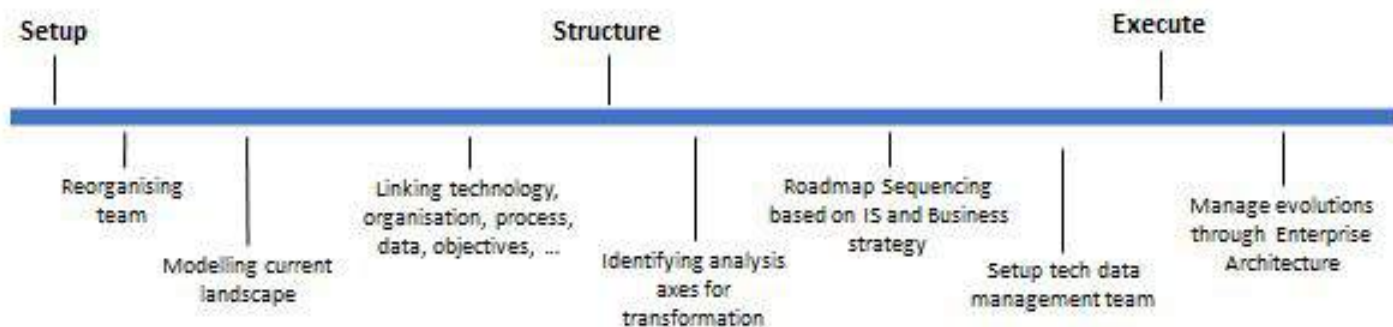 Setup
Structure
Execute
Reorganising
team
Modelling current
landscape
Linking technology,
organisation, process,
data, objectives, ...
Identifying analysis
axes for
transformation
Roadmap Sequencing
based on IS and Business
strategy
Setup tech data
management team
Manage evolutions
through Enterprise
Architecture